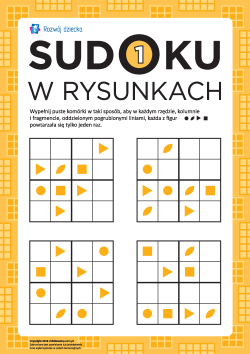 Rozwój dziecka
SUDOKU
1
W RYSUNKACH
Wypełnij puste komórki w taki sposób, aby w każdym rzędzie, kolumnie
i fragmencie, oddzielonym pogrubionymi liniami, każda z figur
powtarzała się tylko jeden raz.